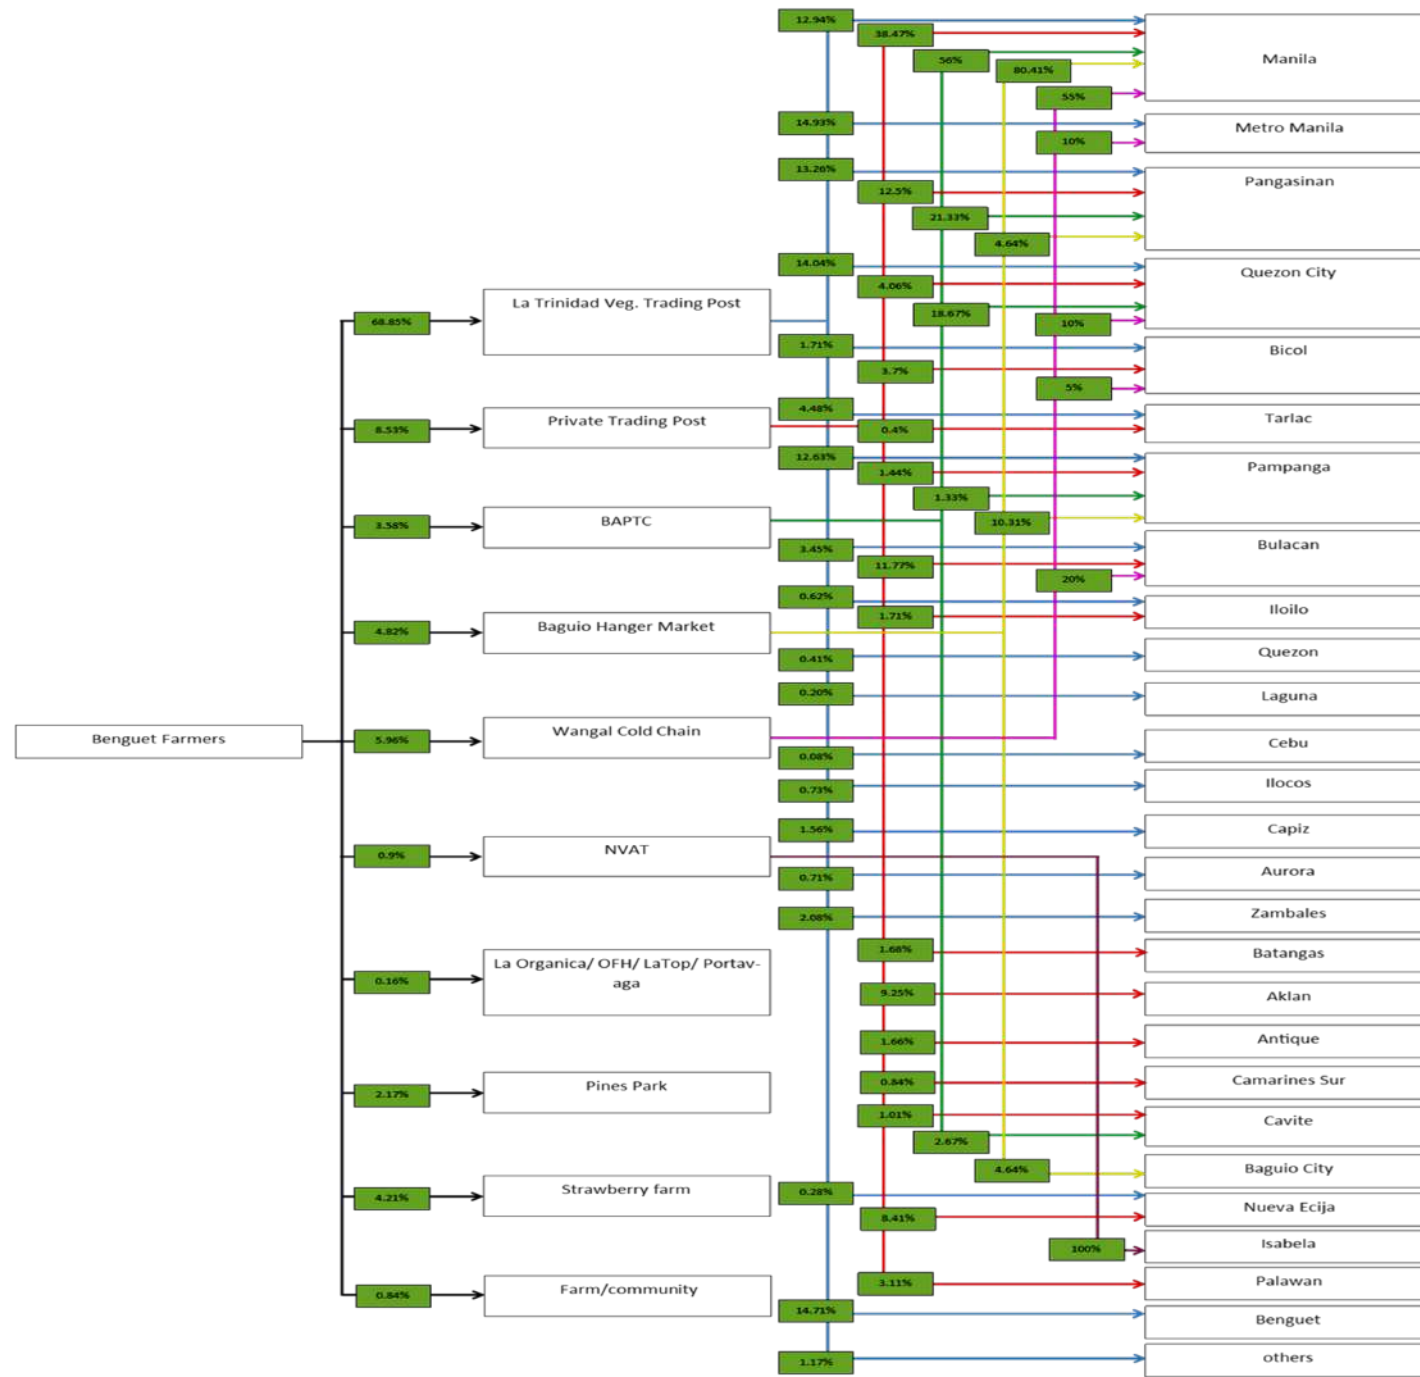 12.94%
38.47%
56%
80.41%
Manila
55%
14.93%
Metro Manila
10%
13.26%
Pangasinan
12.5%
21.33%
4.64%
14.04%
Quezon City
4.06%
La Trinidad Veg. Trading Post
18.67%
68.85%
10%
1.71%
Bicol
3.7%
5%
4.48%
Tarlac
Private Trading Post
8.53%
0.4%
12.63%
Pampanga
1.44%
1.33%
BAPTC
3.58%
10.31%
3.45%
Bulacan
11.77%
20%
0.62%
Iloilo
1.71%
Baguio Hanger Market
4.82%
0.41%
Quezon
0.20%
Laguna
Benguet Farmers
5.96%
Wangal Cold Chain
0.08%
Cebu
0.73%
Ilocos
1.56%
Capiz
0.9%
NVAT
0.71%
Aurora
2.08%
Zambales
1.68%
Batangas
La Organica/ OFH/ LaTop/ Portav-
aga
0.16%
9.25%
Aklan
1.66%
Antique
2.17%
Pines Park
0.84%
Camarines Sur
1.01%
Cavite
2.67%
4.64%
Baguio City
4.21%
Strawberry farm
0.28%
Nueva Ecija
8.41%
100%
Isabela
3.11%
Palawan
0.84%
Farm/community
14.71%
Benguet
1.17%
others